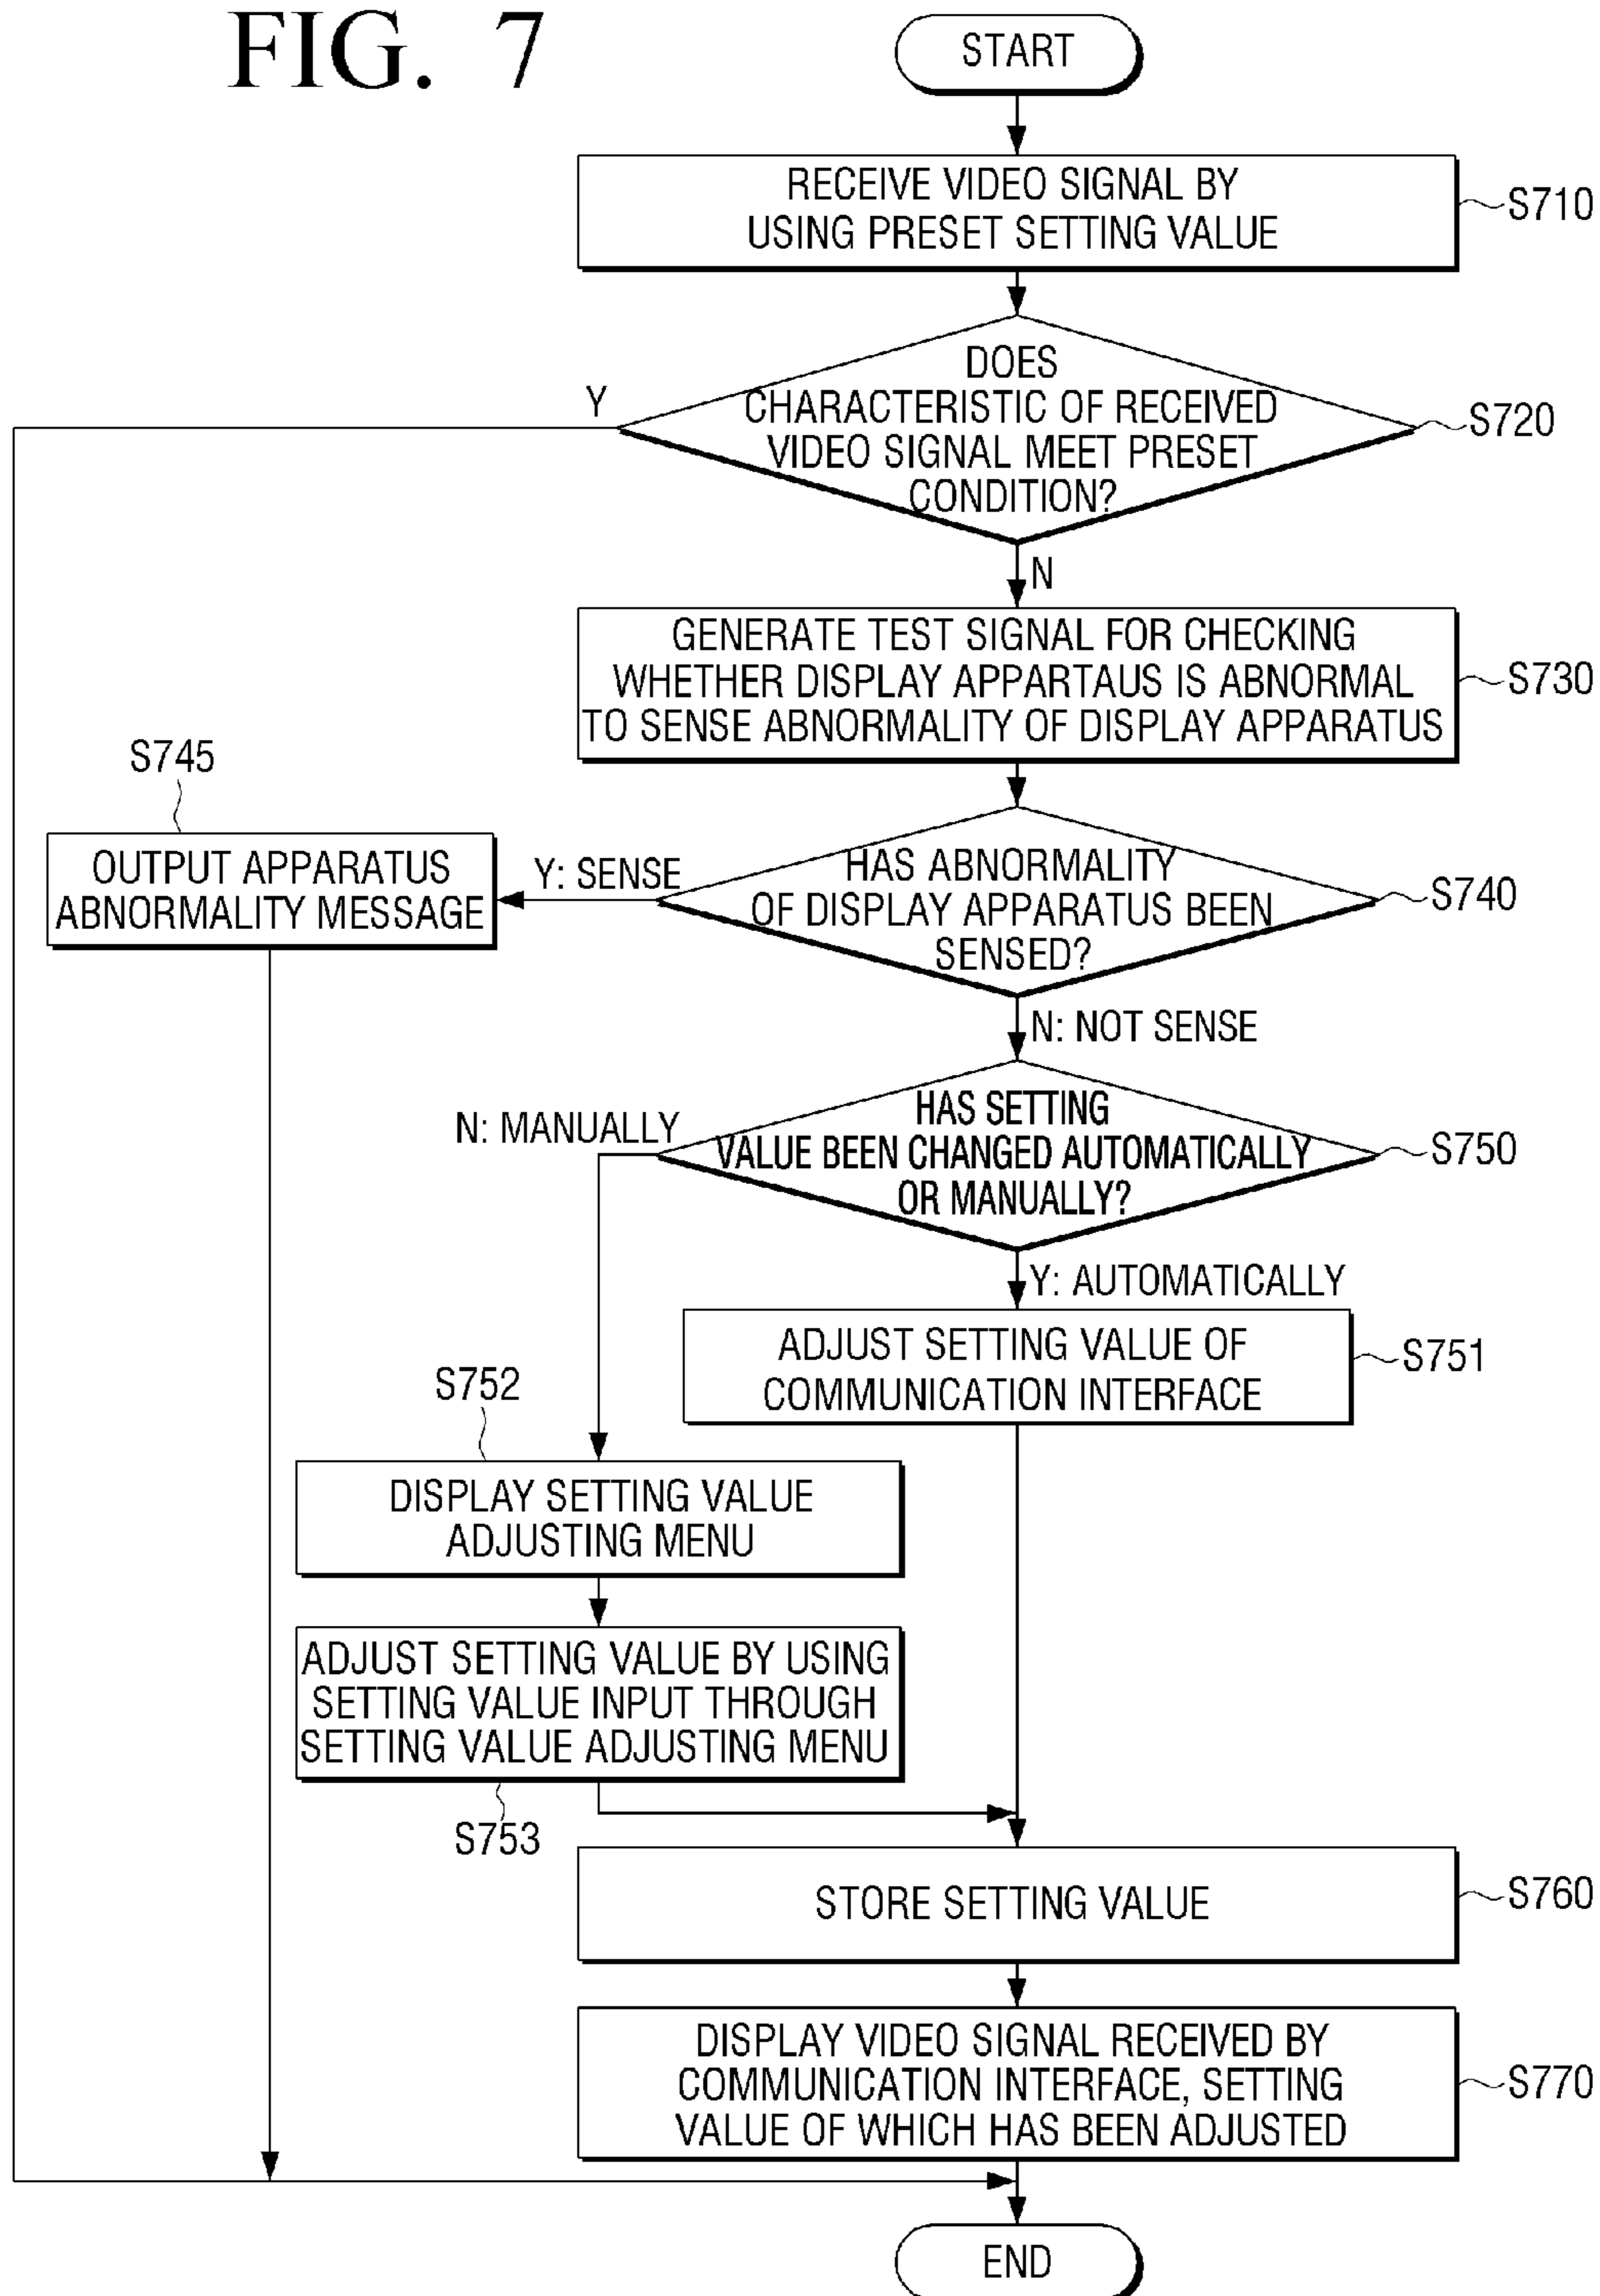 FIG. 7
START
RECEIVE VIDEO SIGNAL BY
USING PRESET SETTING VALUE
S710
DOES
CHARACTERISTIC OF RECEIVED
VIDEO SIGNAL MEET PRESET
CONDITION?
S720
Y
N
GENERATE TEST SIGNAL FOR CHECKING
WHETHER DISPLAY APPARTAUS IS ABNORMAL
TO SENSE ABNORMALITY OF DISPLAY APPARATUS
S730
S745
OUTPUT APPARATUS
ABNORMALITY MESSAGE
Y: SENSE
HAS ABNORMALITY
OF DISPLAY APPARATUS BEEN
SENSED?
S740
N: NOT SENSE
N: MANUALLY
HAS SETTING
VALUE BEEN CHANGED AUTOMATICALLY
OR MANUALLY?
S750
Y: AUTOMATICALLY
ADJUST SETTING VALUE OF
COMMUNICATION INTERFACE
S751
S752
DISPLAY SETTING VALUE
ADJUSTING MENU
ADJUST SETTING VALUE BY USING
SETTING VALUE INPUT THROUGH
SETTING VALUE ADJUSTING MENU
S753
STORE SETTING VALUE
S760
DISPLAY VIDEO SIGNAL RECEIVED BY
COMMUNICATION INTERFACE, SETTING
VALUE OF WHICH HAS BEEN ADJUSTED
S770
END